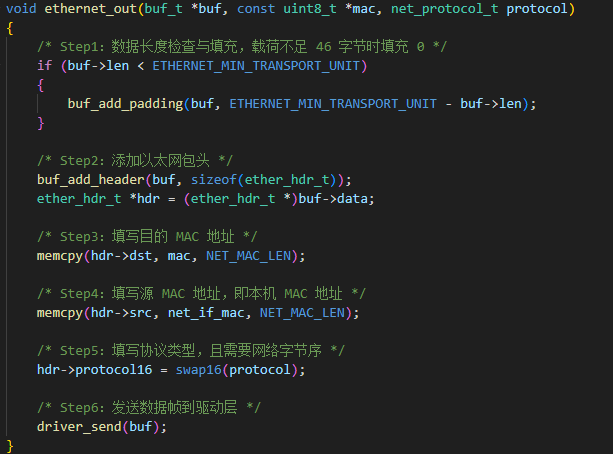 void ethernet_out(buf_t *buf, const uint8_t *mac, net_protocol_t protocol)
{
    /* Step1：数据长度检查与填充，载荷不足 46 字节时填充 0 */
    if (buf->len < ETHERNET_MIN_TRANSPORT_UNIT)
    {
        buf_add_padding(buf, ETHERNET_MIN_TRANSPORT_UNIT - buf->len);
    }

    /* Step2：添加以太网包头 */
    buf_add_header(buf, sizeof(ether_hdr_t));
    ether_hdr_t *hdr = (ether_hdr_t *)buf->data;

    /* Step3：填写目的 MAC 地址 */
    memcpy(hdr->dst, mac, NET_MAC_LEN);

    /* Step4：填写源 MAC 地址，即本机 MAC 地址 */
    memcpy(hdr->src, net_if_mac, NET_MAC_LEN);

    /* Step5：填写协议类型，且需要网络字节序 */
    hdr->protocol16 = swap16(protocol);

    /* Step6：发送数据帧到驱动层 */
    driver_send(buf);
}